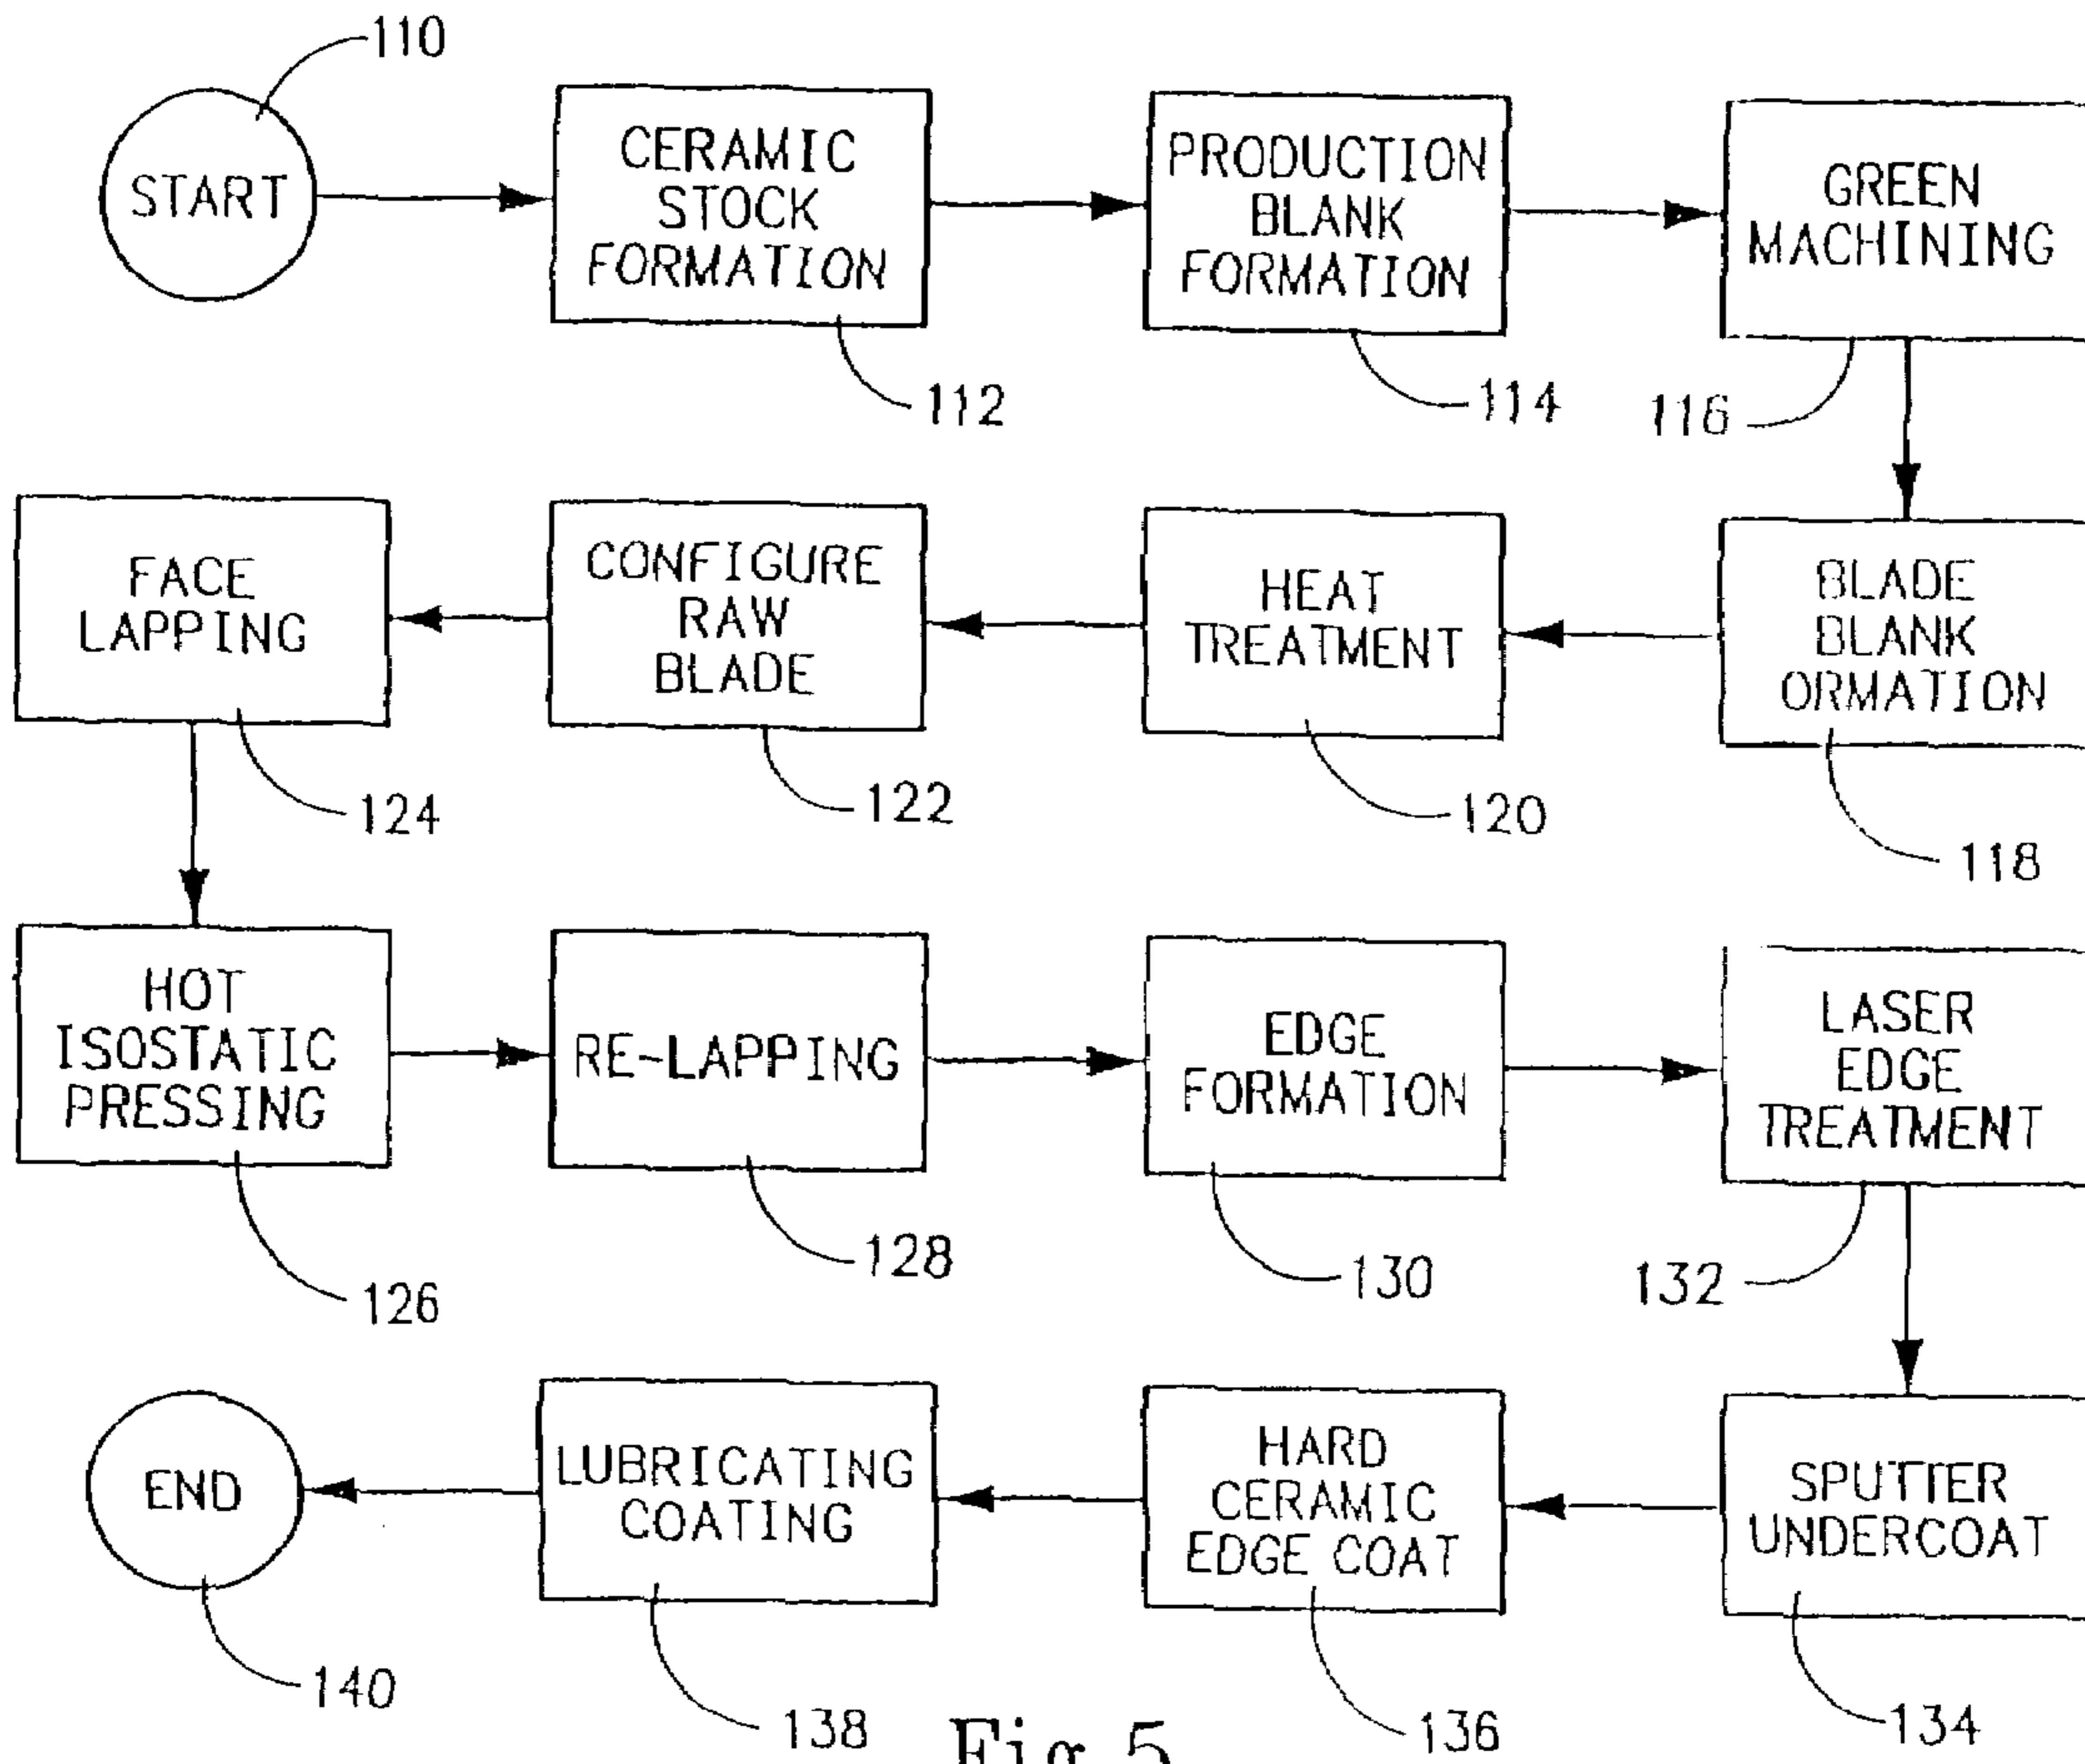 110
START
CERAMIC
STOCK
FORMATION
112
PRODUCTION
BLANK
FORMATION
114
GREEN
MACHINING
116
BLADE
BLANK
ORMATION
118
HEAT
TREATMENT
120
CONFIGURE
RAW
BLADE
122
FACE
LAPPING
124
HOT
ISOSTATIC
PRESSING
126
RE-LAPPING
128
EDGE
FORMATION
130
LASER
EDGE
TREATMENT
132
SPUTTER
UNDERCOAT
134
HARD
CERAMIC
EDGE COAT
136
LUBRICATING
COATING
138
END
140
Fig. 5